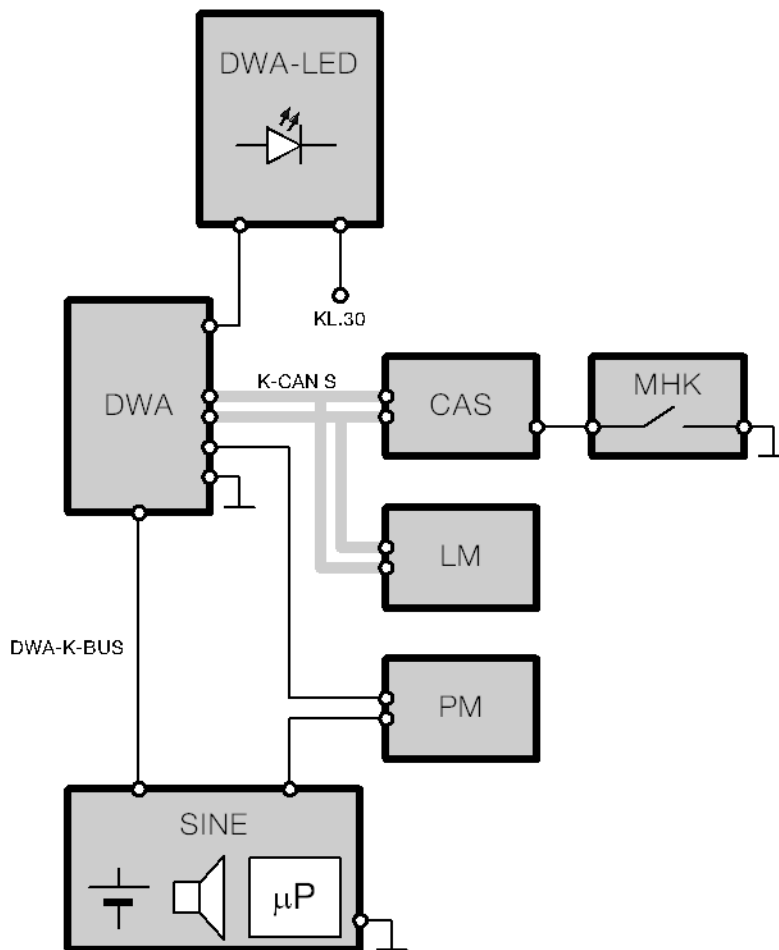 DWA-LED
KL.30
K-CAN S
DWA
CAS
MHK
LM
DWA-K-BUS
PM
SINE
µP